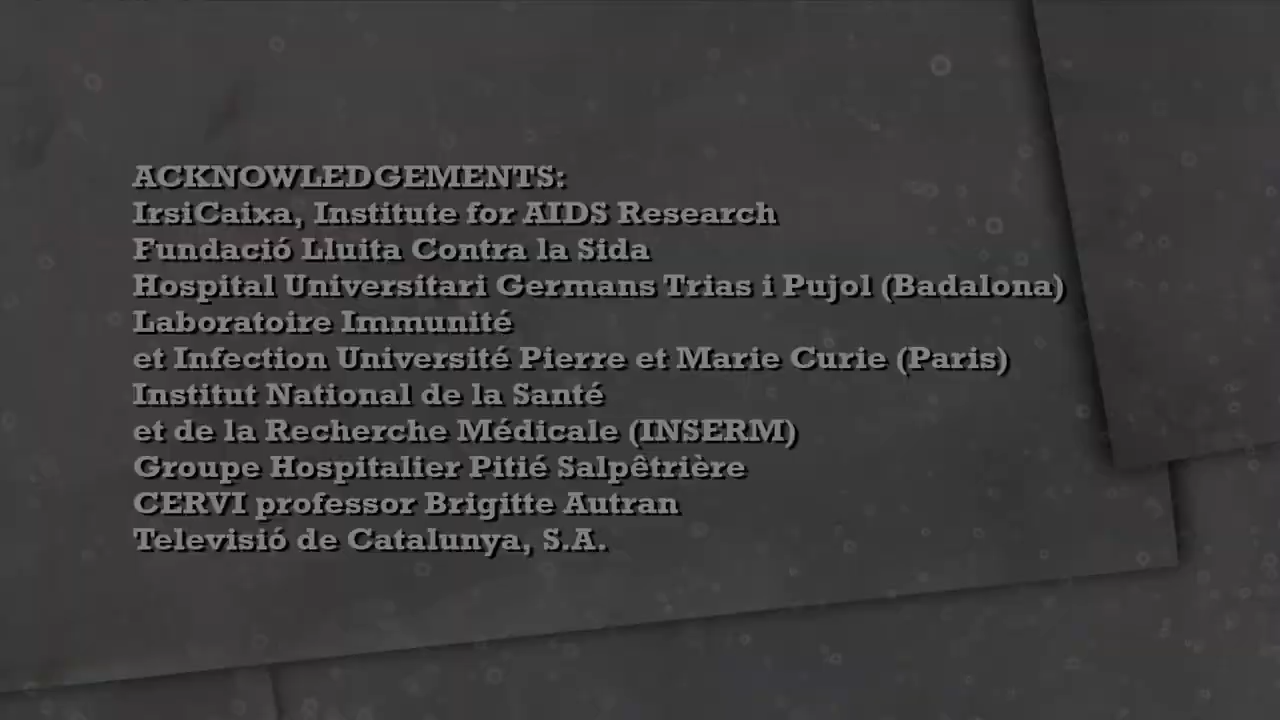 ACKNOWLEDGEMENTS:
IrsiCaixa, Institute for AIDS Research
Fundació Lluita Contra la Sida
Hospital Universitari Germans Trias i Pujol (Badalona)
Laboratoire Immunité
et Infection Université Pierre et Marie Curie (Paris)
Institut National de la Santé
et de la Recherche Médicale (INSERM)
Groupe Hospitalier Pitié Salpêtrière
CERVI professor Brigitte Autran
Televisió de Catalunya, S.A.